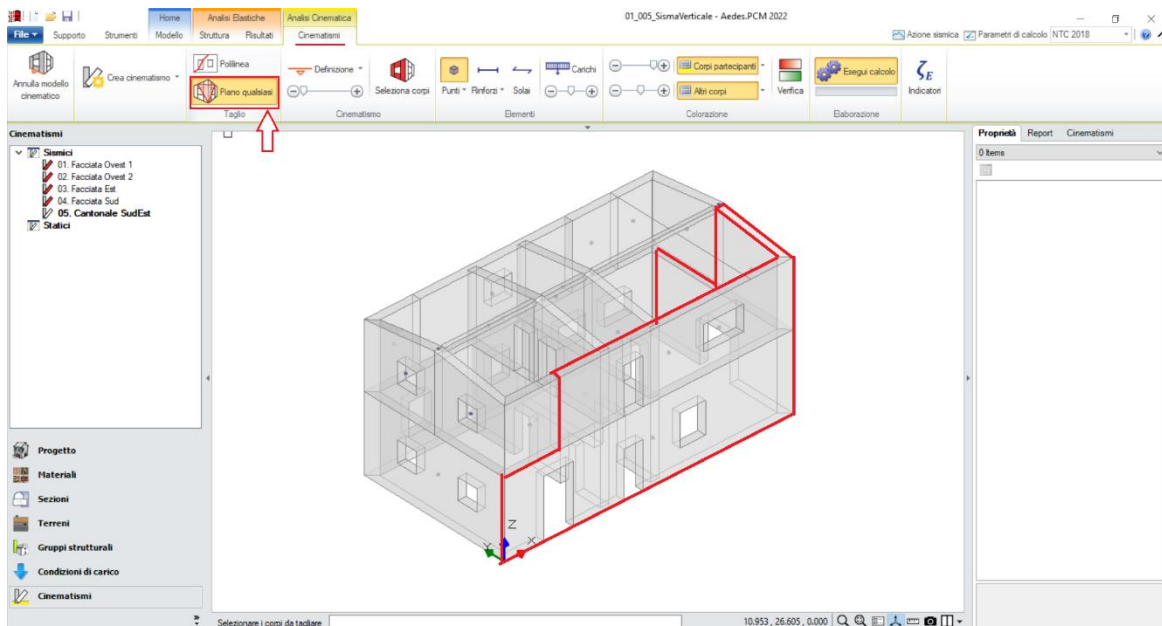 01_005_SismaVerticale - Aedes.PCM 2022
Home
Analisi Elastiche
Analisi Cinematica
File
Supporto
Strumenti
Modello
Struttura
Risultati
Cinematismi
Azione sismica
Parametri di calcolo
NTC 2018
Annulla modello
cinematico
Crea cinematismo
Polilinea
Piano qualsiasi
Taglio
Definizione
Seleziona corpi
Cinematismo
Punti
Rinforzi
Solai
Carichi
Elementi
Corpi partecipanti
Altri corpi
Verifica
Colorazione
Esegui calcolo
Elaborazione
ζE
Indicatori
Cinematismi
Sismici
01. Facciata Ovest 1
02. Facciata Ovest 2
03. Facciata Est
04. Facciata Sud
05. Cantonale SudEst
Statici
Progetto
Materiali
Sezioni
Terreni
Gruppi strutturali
Condizioni di carico
Cinematismi
Z
Y
X
Proprietà
Report
Cinematismi
0 Items
Selezionare i corpi da tagliare
10.953 , 26.605 , 0.000